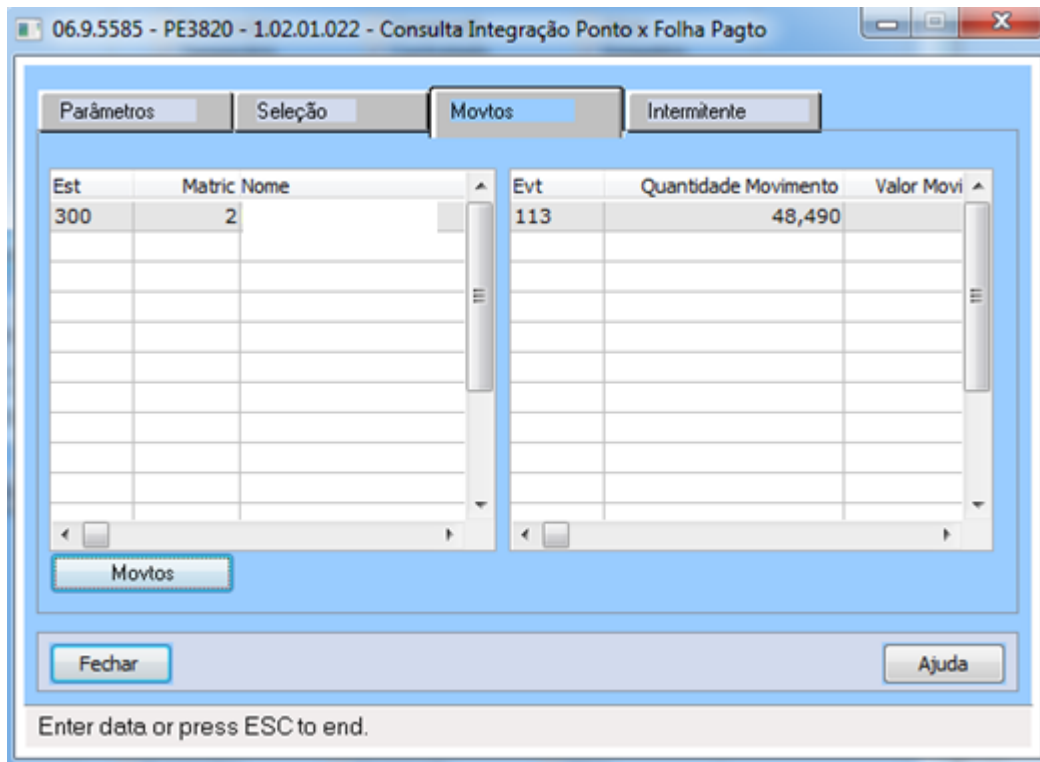 06.9.5585 - PE3820 - 1.02.01.022 - Consulta Integração Ponto x Folha Pagto
Parâmetros Seleção Movtos Intermitente
Est Matric Nome Evt Quantidade Movimento Valor Movi
300 2 113 48,490
Movtos
Fechar Ajuda
Enter data or press ESC to end.